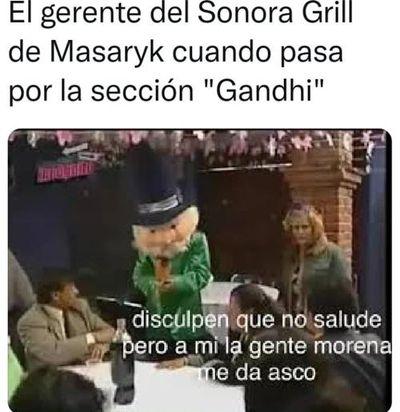 El gerente del Sonora Grill
de Masaryk cuando pasa
por la sección "Gandhi"
disculpen que no salude
pero a mi la gente morena
me da asco